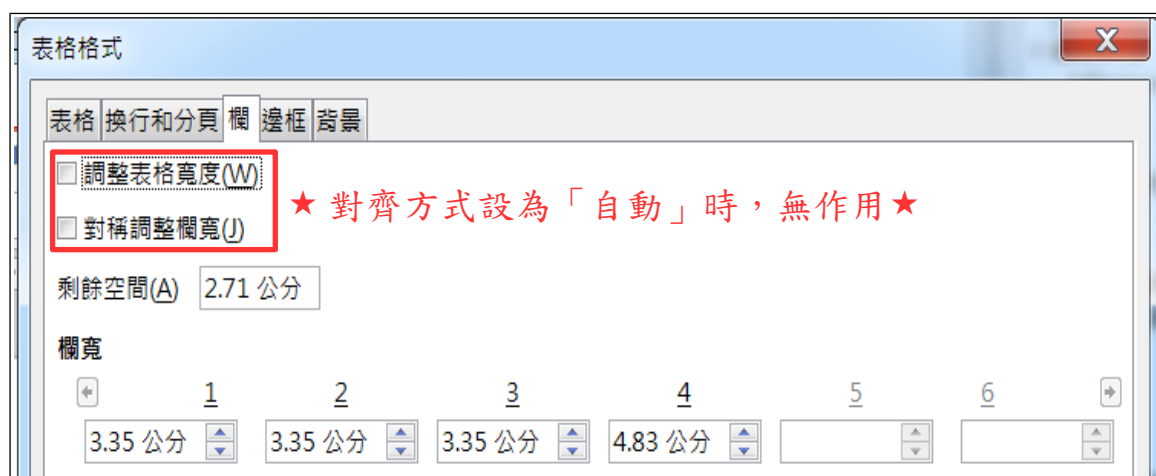 表格格式
表格 換行和分頁 欄 邊框 背景
調整表格寬度(W)
★對齊方式設為「自動」時，無作用★
對稱調整欄寬(J)
剩餘空間(A) 2.71 公分
欄寬
1 2 3 4 5 6
3.35 公分 3.35 公分 3.35 公分 4.83 公分